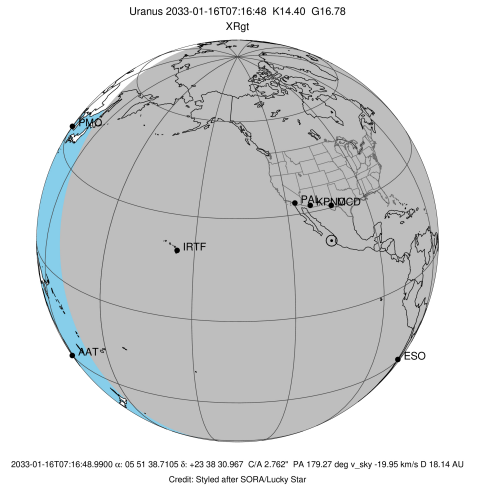 Uranus 2033-01-16T07:16:48 K14.40 G16.78
XRgt
PMO
PAL
KPNO
MCD
IRTF
AAT
ESO
2033-01-16T07:16:48.9900 α: 05 51 38.7105 δ: +23 38 30.967 C/A 2.762" PA 179.27 deg v_sky -19.95 km/s D 18.14 AU
Credit: Styled after SORA/Lucky Star